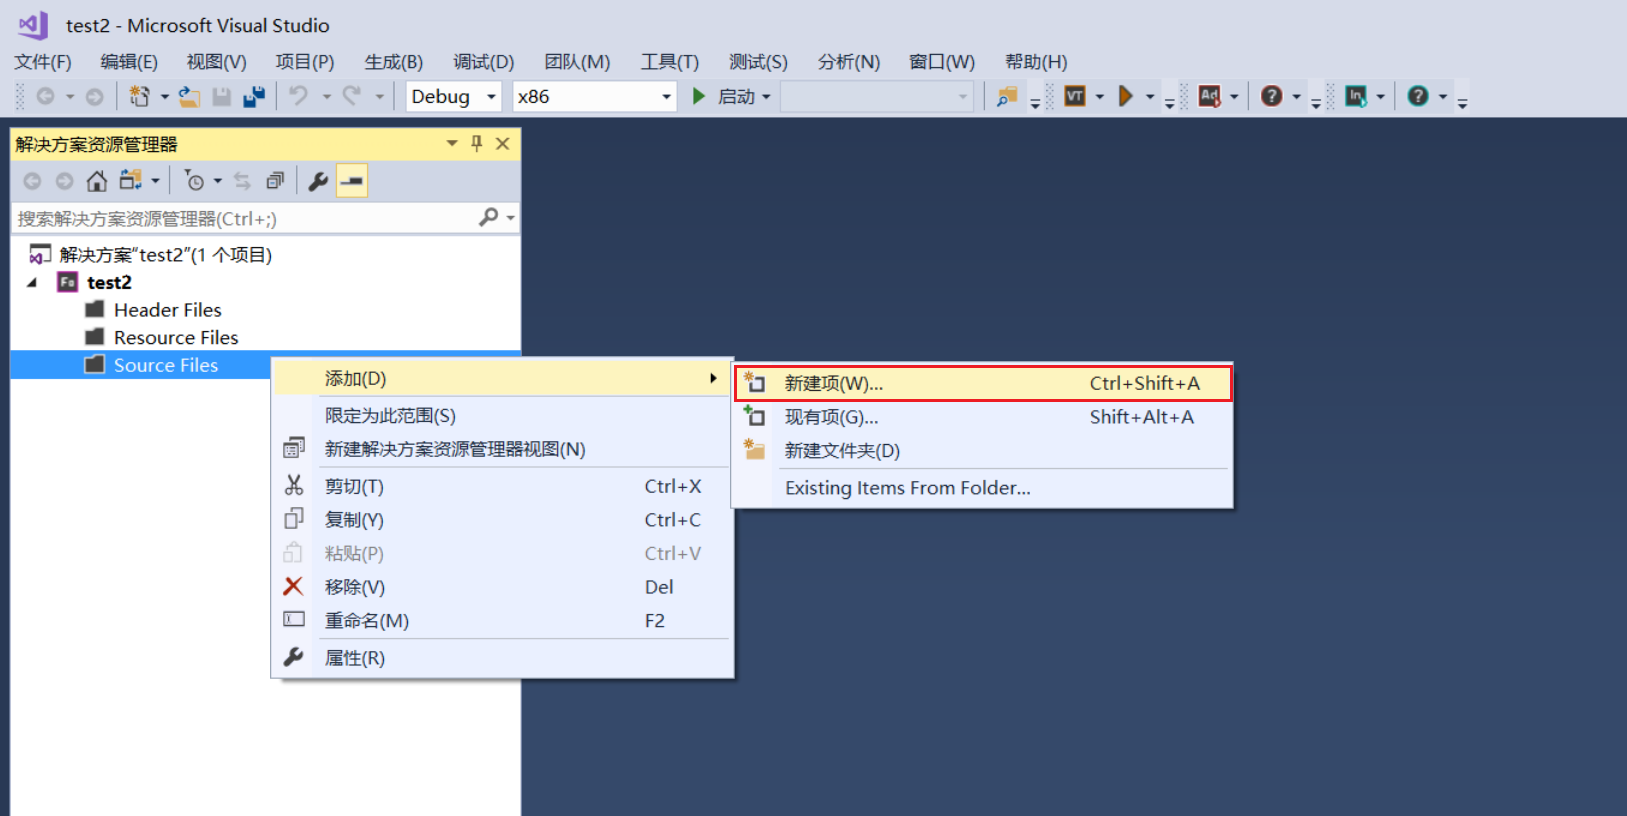 test2 - Microsoft Visual Studio
文件(F) 编辑(E) 视图(V) 项目(P) 生成(B) 调试(D) 团队(M) 工具(T) 测试(S) 分析(N) 窗口(W) 帮助(H)
Debug x86 启动 VT Ad ? In ?
解决方案资源管理器
搜索解决方案资源管理器(Ctrl+;)
解决方案“test2”(1 个项目)
Fo test2
Header Files
Resource Files
Source Files
添加(D)
限定为此范围(S)
新建解决方案资源管理器视图(N)
剪切(T) Ctrl+X
复制(Y) Ctrl+C
粘贴(P) Ctrl+V
移除(V) Del
重命名(M) F2
属性(R)
新建项(W)... Ctrl+Shift+A
现有项(G)... Shift+Alt+A
新建文件夹(D)
Existing Items From Folder...